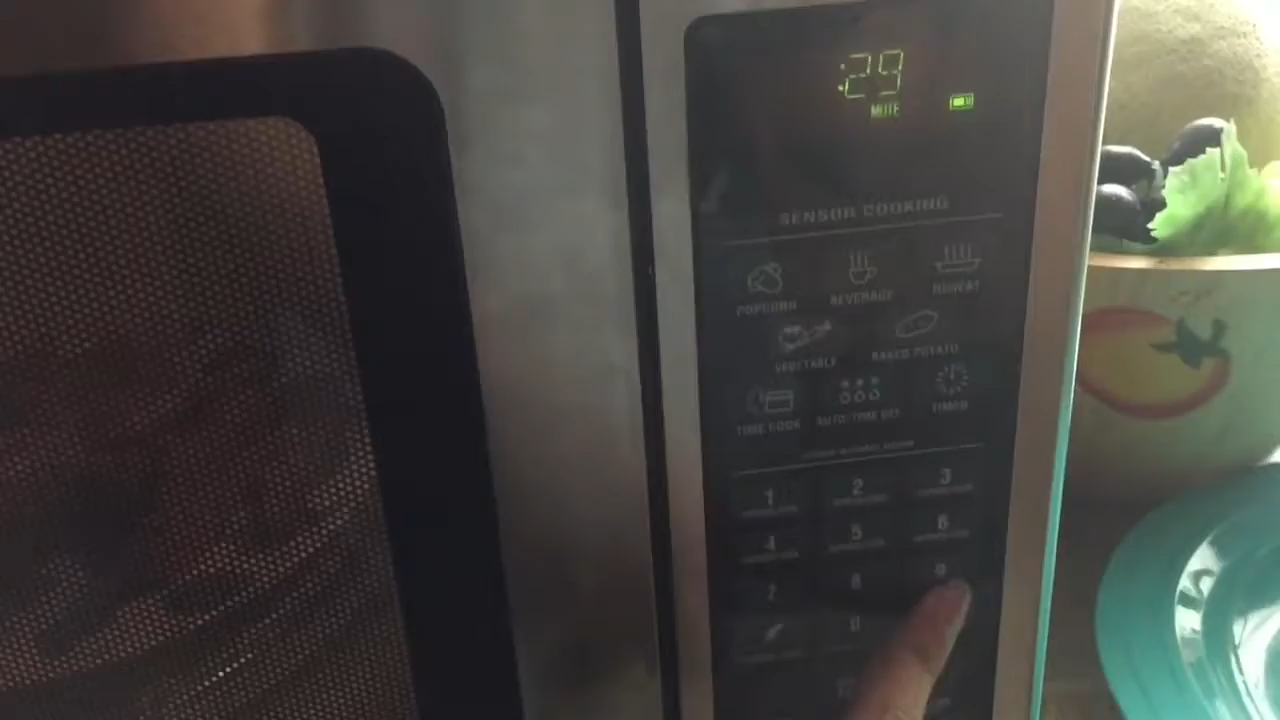 :29
MUTE
SENSOR COOKING
POPCORN BEVERAGE REHEAT
VEGETABLE BAKED POTATO
TIME COOK AUTO/TIME DEF TIMER
1 2 3
4 5 6
7 8 9
0